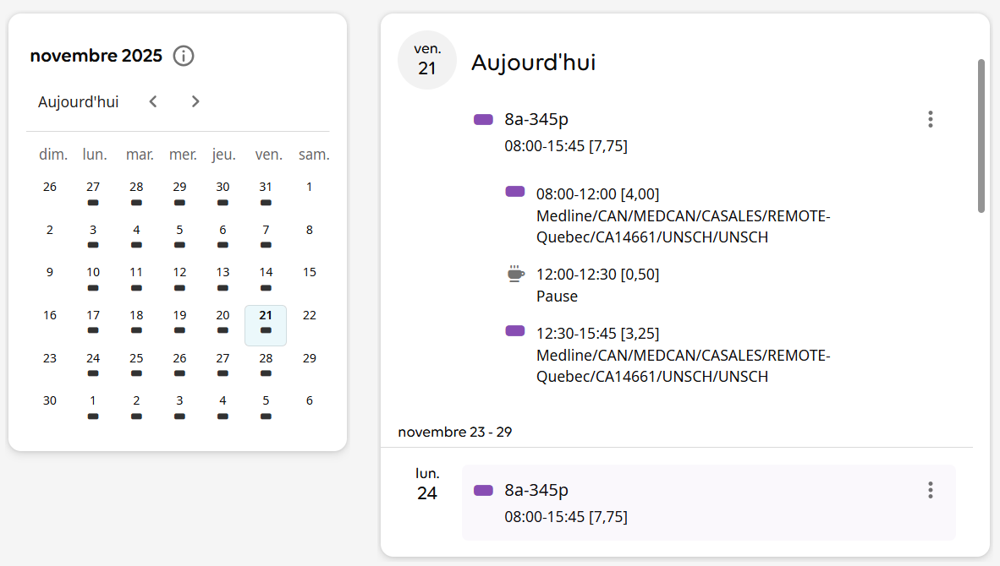 novembre 2025
Aujourd'hui
dim. lun. mar. mer. jeu. ven. sam.
26 27 28 29 30 31 1
2 3 4 5 6 7 8
9 10 11 12 13 14 15
16 17 18 19 20 21 22
23 24 25 26 27 28 29
30 1 2 3 4 5 6
ven.
21
Aujourd'hui
8a-345p
08:00-15:45 [7,75]
08:00-12:00 [4,00]
Medline/CAN/MEDCAN/CASALES/REMOTE-
Quebec/CA14661/UNSCH/UNSCH
12:00-12:30 [0,50]
Pause
12:30-15:45 [3,25]
Medline/CAN/MEDCAN/CASALES/REMOTE-
Quebec/CA14661/UNSCH/UNSCH
novembre 23 - 29
lun.
24
8a-345p
08:00-15:45 [7,75]